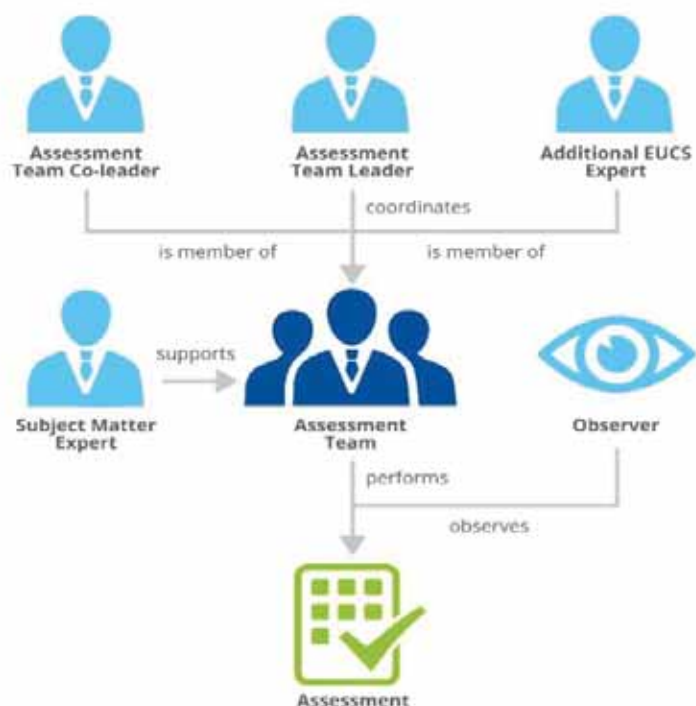 Assessment
Team Co-leader
Assessment
Team Leader
Additional EUCS
Expert
coordinates
is member of
is member of
supports
Subject Matter
Expert
Assessment
Team
Observer
performs
observes
Assessment